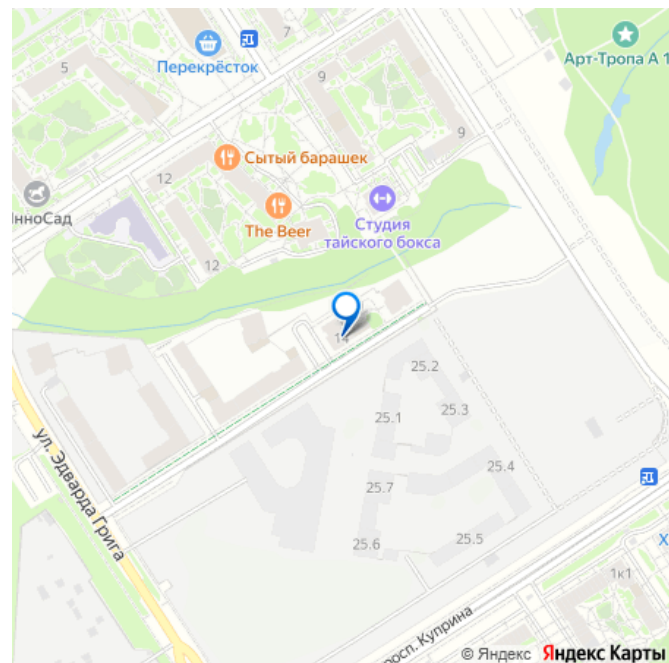 7
5
Перекрёсток
Арт-Тропа А 1
9
9
12
Сытый барашек
ИнноСад
The Beer
Студия
тайского бокса
12
14
25.2
25.3
25.1
ул. Эдварда Грига
25.4
25.7
25.5
25.6
Х
1к1
просп. Куприна
© Яндекс Яндекс Карты